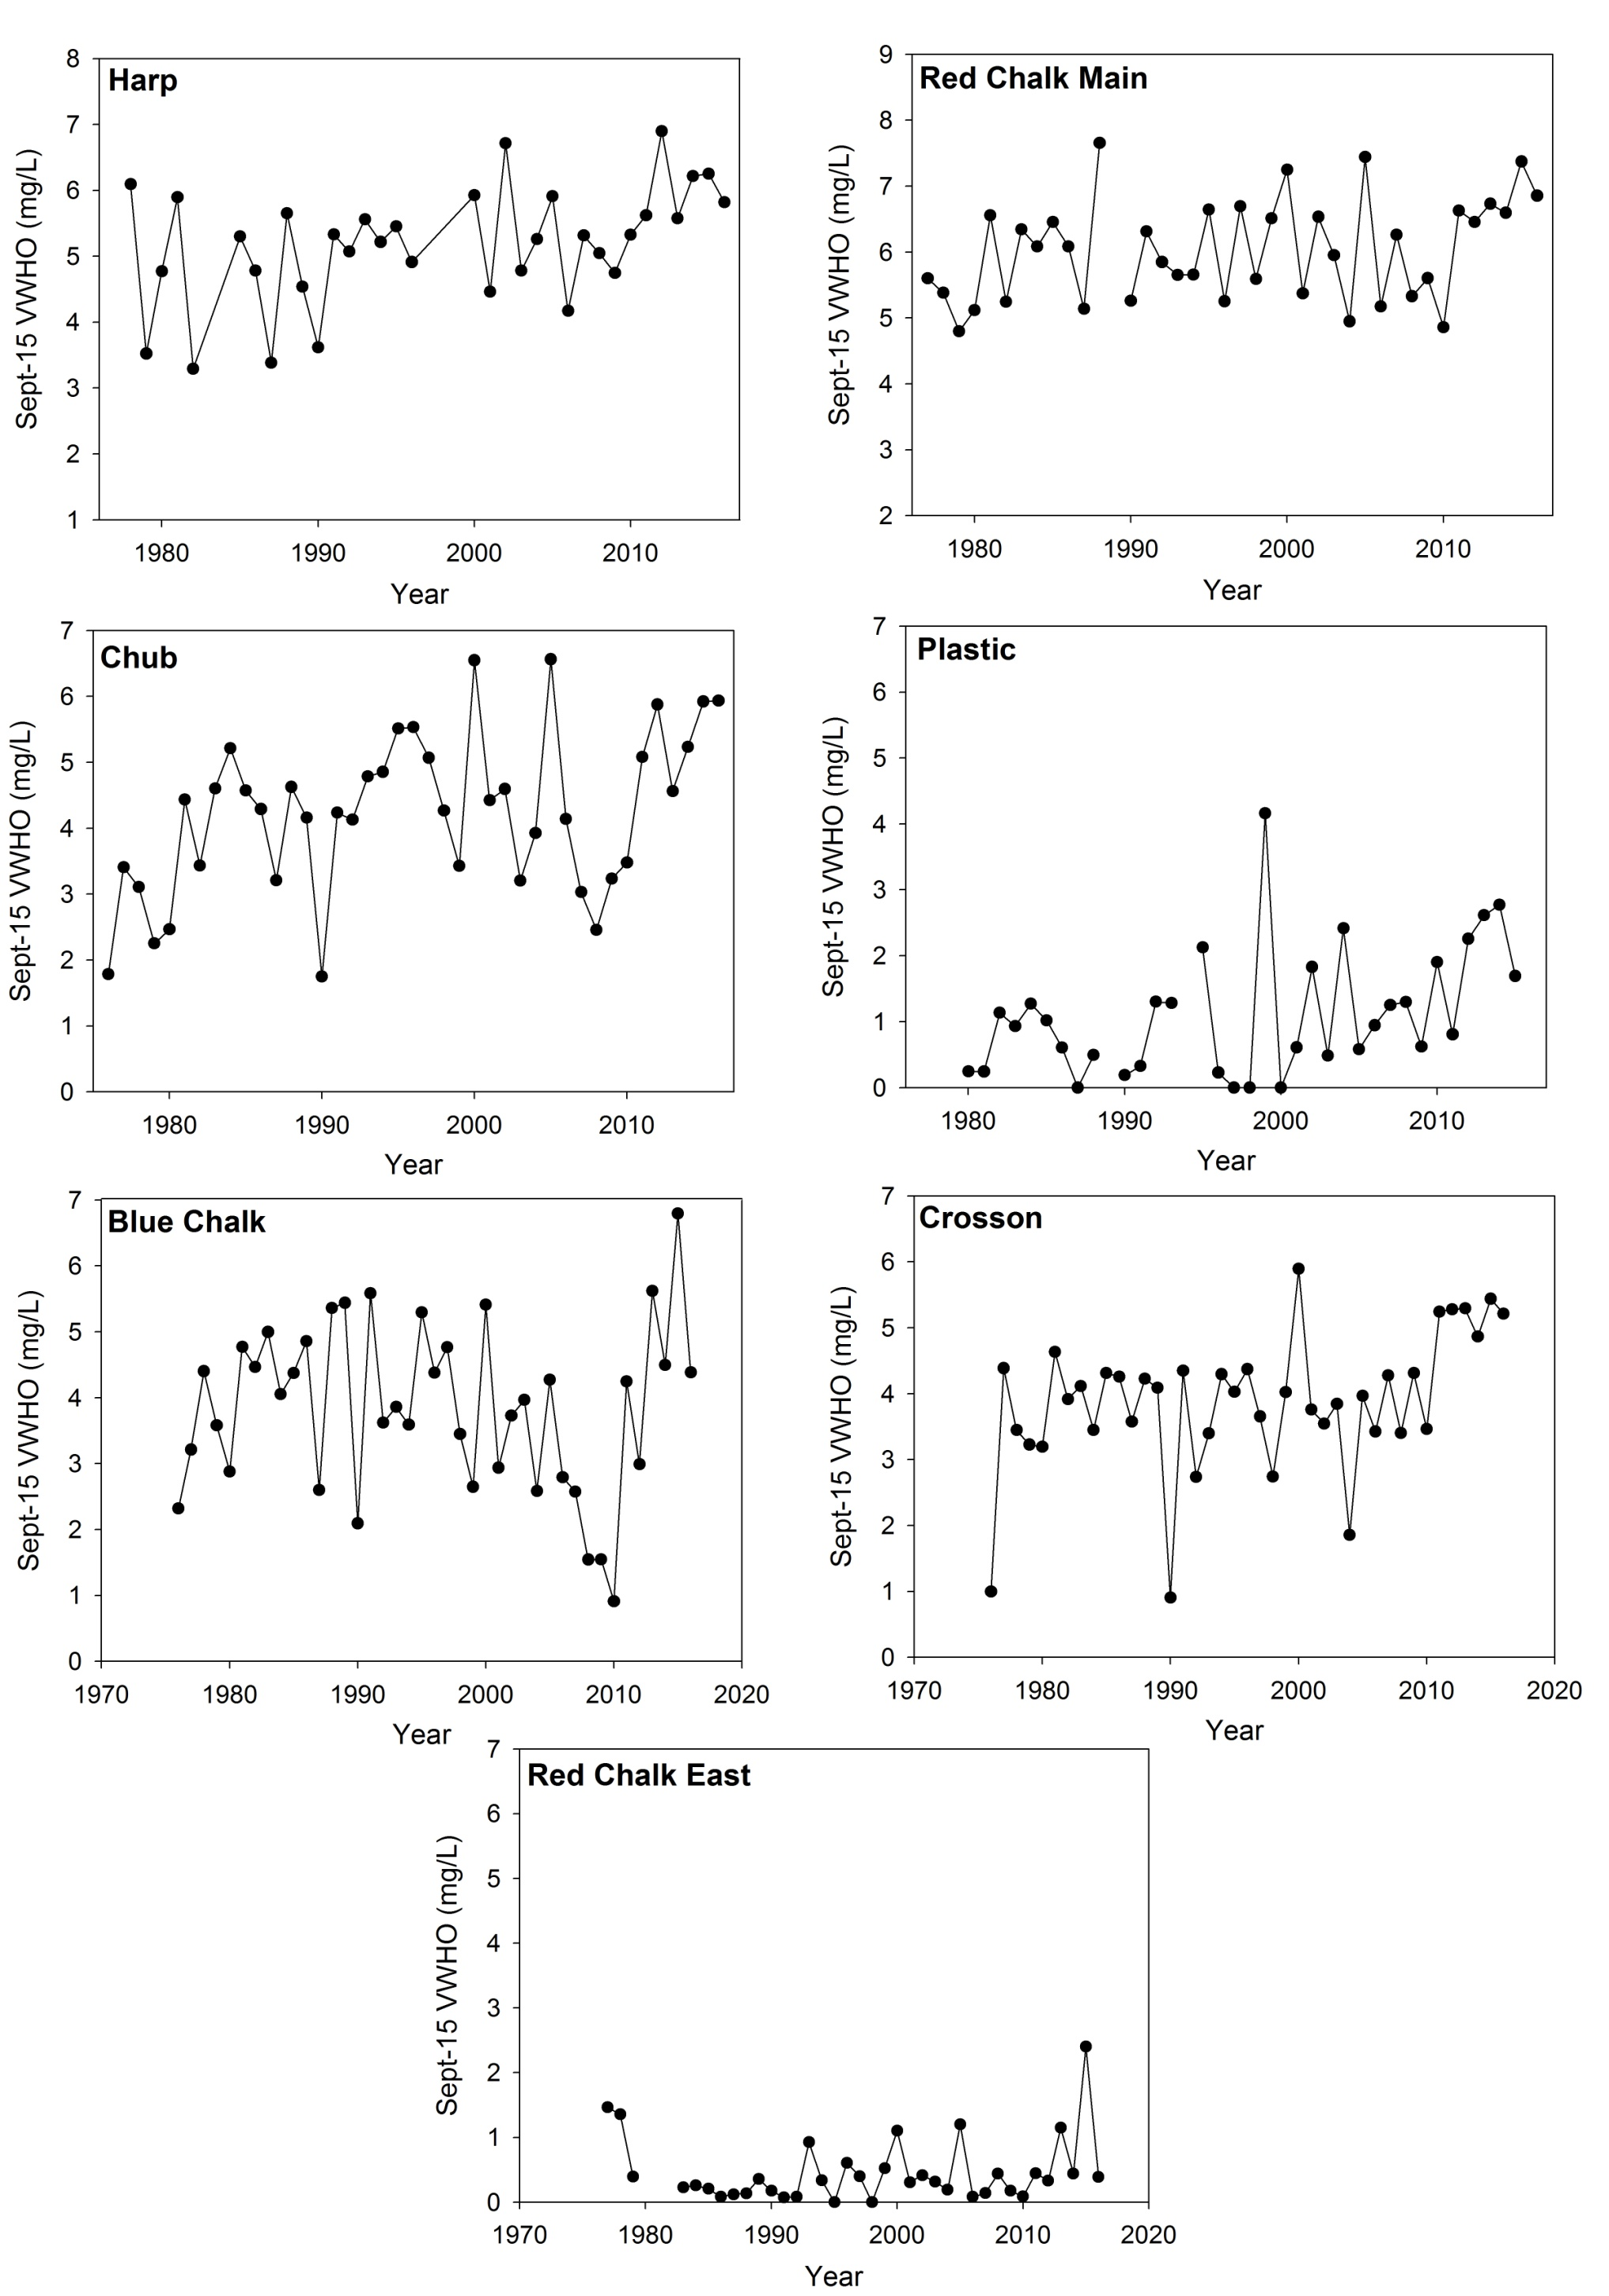 Harp
Sept-15 VWHO (mg/L)
8
7
6
5
4
3
2
1
1980 1990 2000 2010
Year
Red Chalk Main
Sept-15 VWHO (mg/L)
9
8
7
6
5
4
3
2
1980 1990 2000 2010
Year
Chub
Sept-15 VWHO (mg/L)
7
6
5
4
3
2
1
0
1980 1990 2000 2010
Year
Plastic
Sept-15 VWHO (mg/L)
7
6
5
4
3
2
1
0
1980 1990 2000 2010
Year
Blue Chalk
Sept-15 VWHO (mg/L)
7
6
5
4
3
2
1
0
1970 1980 1990 2000 2010 2020
Year
Crosson
Sept-15 VWHO (mg/L)
7
6
5
4
3
2
1
0
1970 1980 1990 2000 2010 2020
Year
Red Chalk East
Sept-15 VWHO (mg/L)
7
6
5
4
3
2
1
0
1970 1980 1990 2000 2010 2020
Year